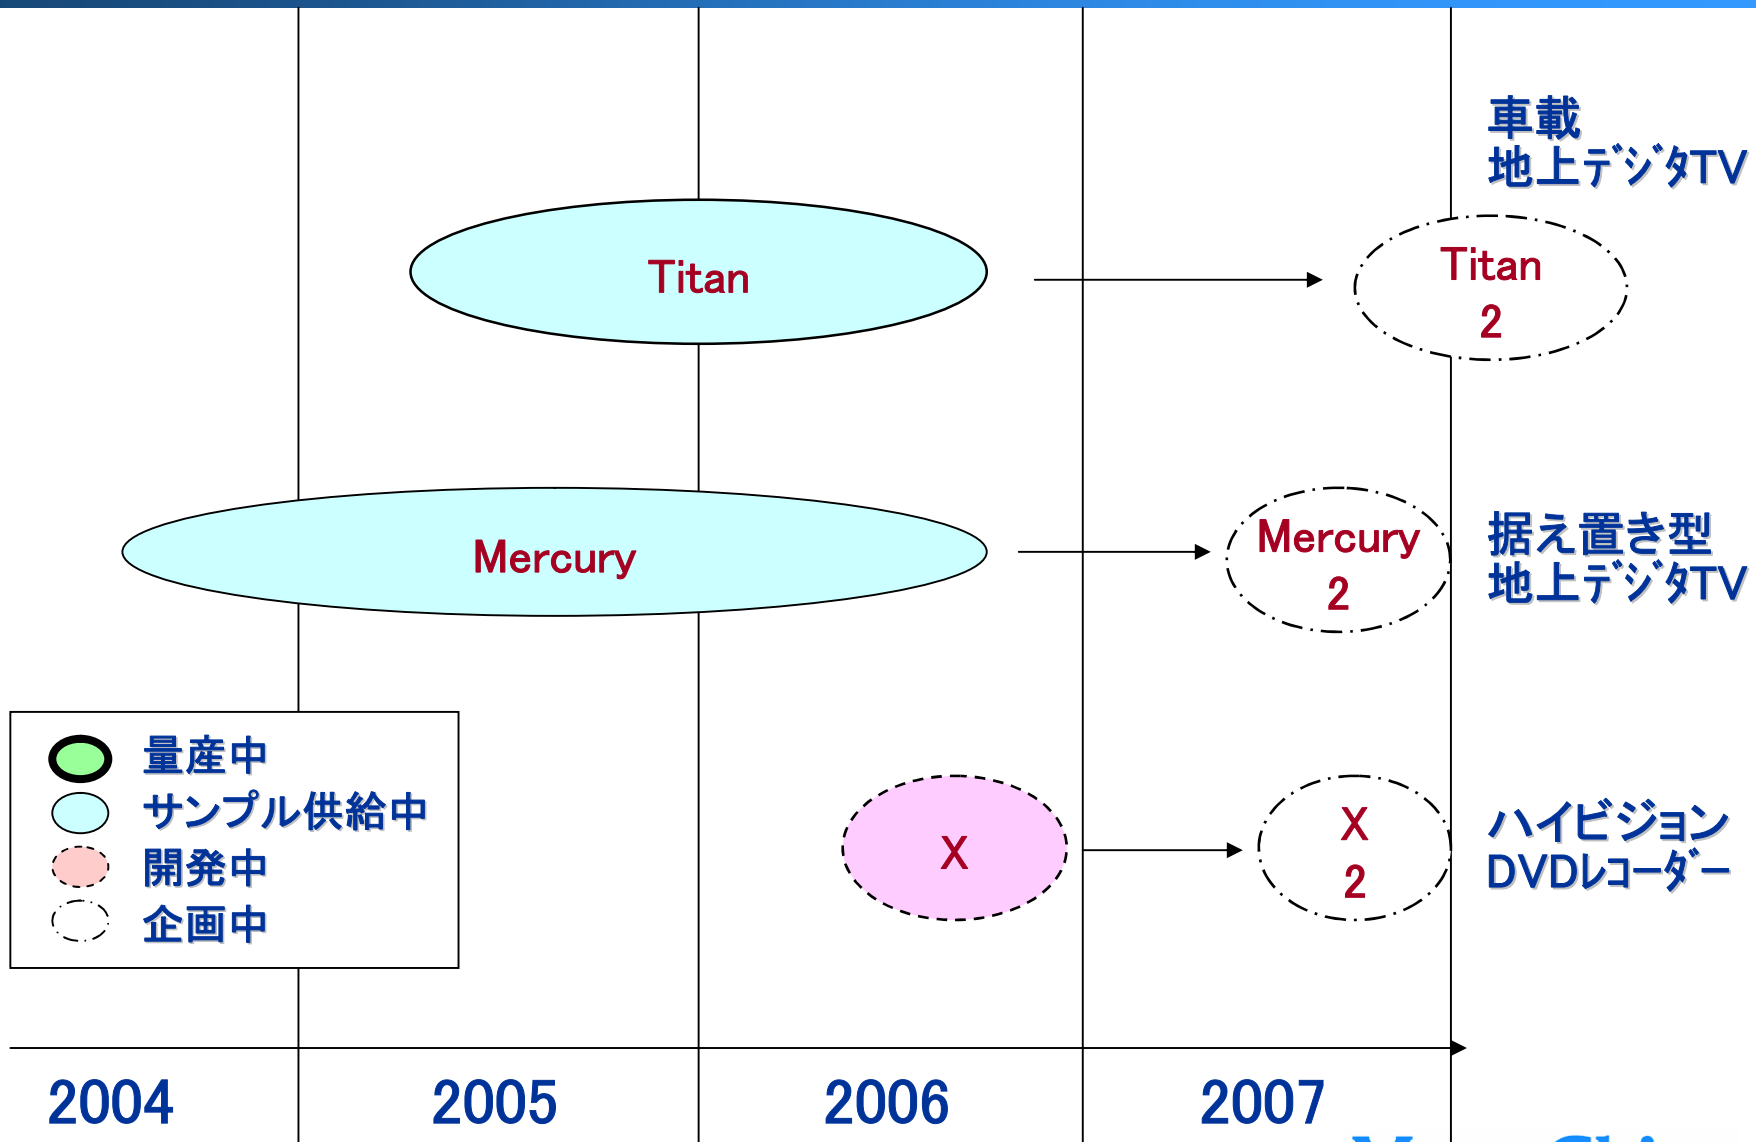 車載
地上デジタTV
Titan
Titan
2
Mercury
Mercury
2
据え置き型
地上デジタTV
量産中
サンプル供給中
開発中
企画中
X
X
2
ハイビジョン
DVDレコーダー
2004
2005
2006
2007